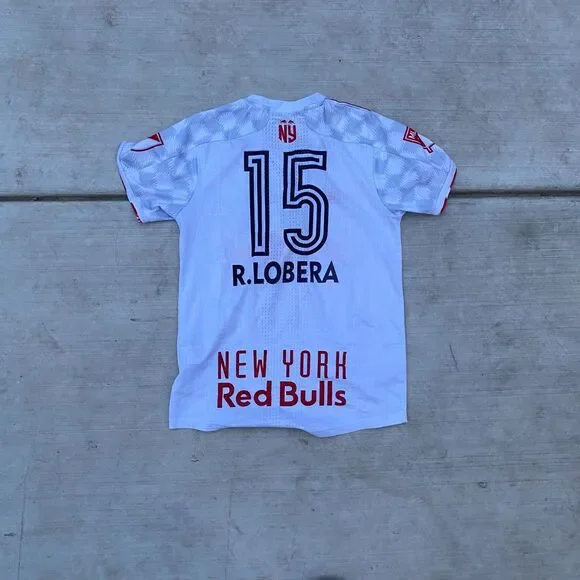 NY
15
R.LOBERA
NEW YORK
Red Bulls